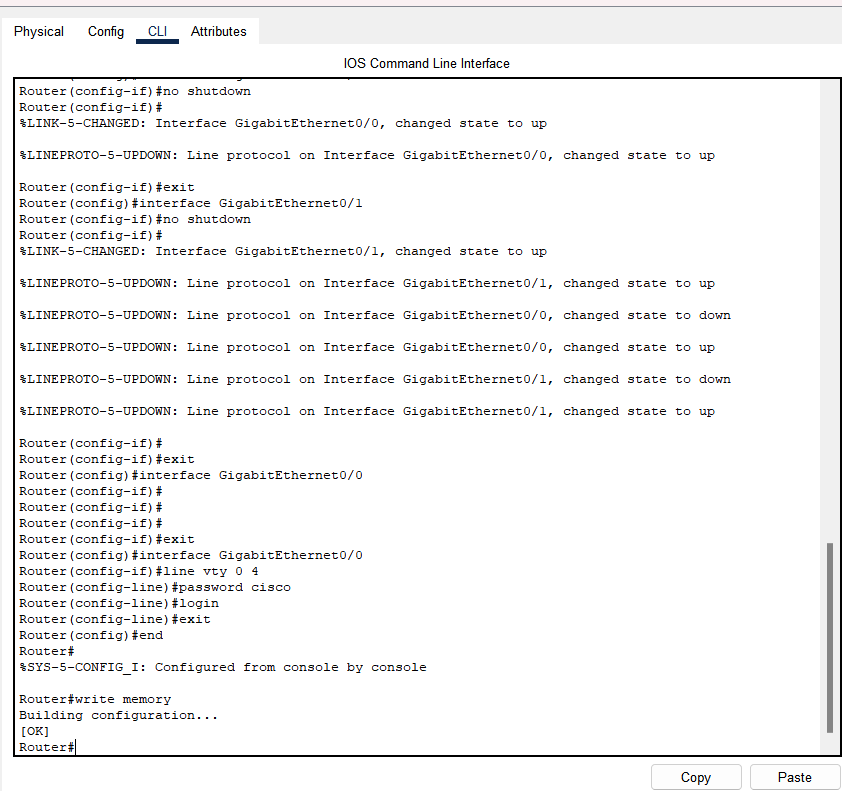 Physical Config CLI Attributes
IOS Command Line Interface
Router(config-if)#no shutdown
Router(config-if)#
%LINK-5-CHANGED: Interface GigabitEthernet0/0, changed state to up
%LINEPROTO-5-UPDOWN: Line protocol on Interface GigabitEthernet0/0, changed state to up
Router(config-if)#exit
Router(config)#interface GigabitEthernet0/1
Router(config-if)#no shutdown
Router(config-if)#
%LINK-5-CHANGED: Interface GigabitEthernet0/1, changed state to up
%LINEPROTO-5-UPDOWN: Line protocol on Interface GigabitEthernet0/1, changed state to up
%LINEPROTO-5-UPDOWN: Line protocol on Interface GigabitEthernet0/0, changed state to down
%LINEPROTO-5-UPDOWN: Line protocol on Interface GigabitEthernet0/0, changed state to up
%LINEPROTO-5-UPDOWN: Line protocol on Interface GigabitEthernet0/1, changed state to down
%LINEPROTO-5-UPDOWN: Line protocol on Interface GigabitEthernet0/1, changed state to up
Router(config-if)#
Router(config-if)#exit
Router(config)#interface GigabitEthernet0/0
Router(config-if)#
Router(config-if)#
Router(config-if)#
Router(config-if)#exit
Router(config)#interface GigabitEthernet0/0
Router(config-if)#line vty 0 4
Router(config-line)#password cisco
Router(config-line)#login
Router(config-line)#exit
Router(config)#end
Router#
%SYS-5-CONFIG_I: Configured from console by console
Router#write memory
Building configuration...
[OK]
Router#
Copy Paste